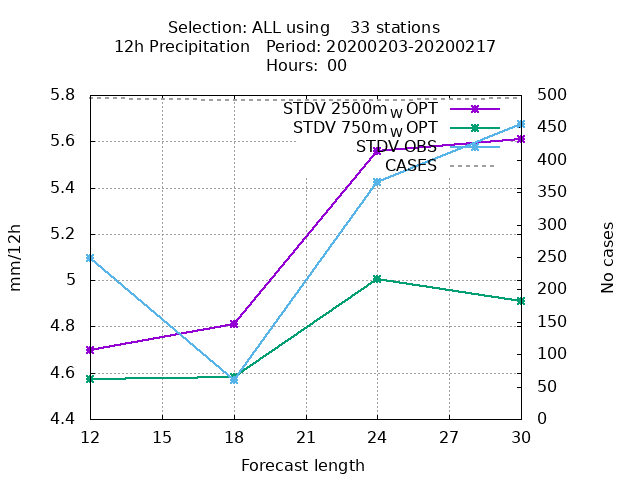 Selection: ALL using    33 stations
12h Precipitation   Period: 20200203-20200217
Hours:  00
STDV 2500m_W OPT
STDV 750m_W OPT
STDV OBS
CASES
mm/12h
5.8
5.6
5.4
5.2
5
4.8
4.6
4.4
500
450
400
350
300
250
200
150
100
50
0
No cases
12 15 18 21 24 27 30
Forecast length